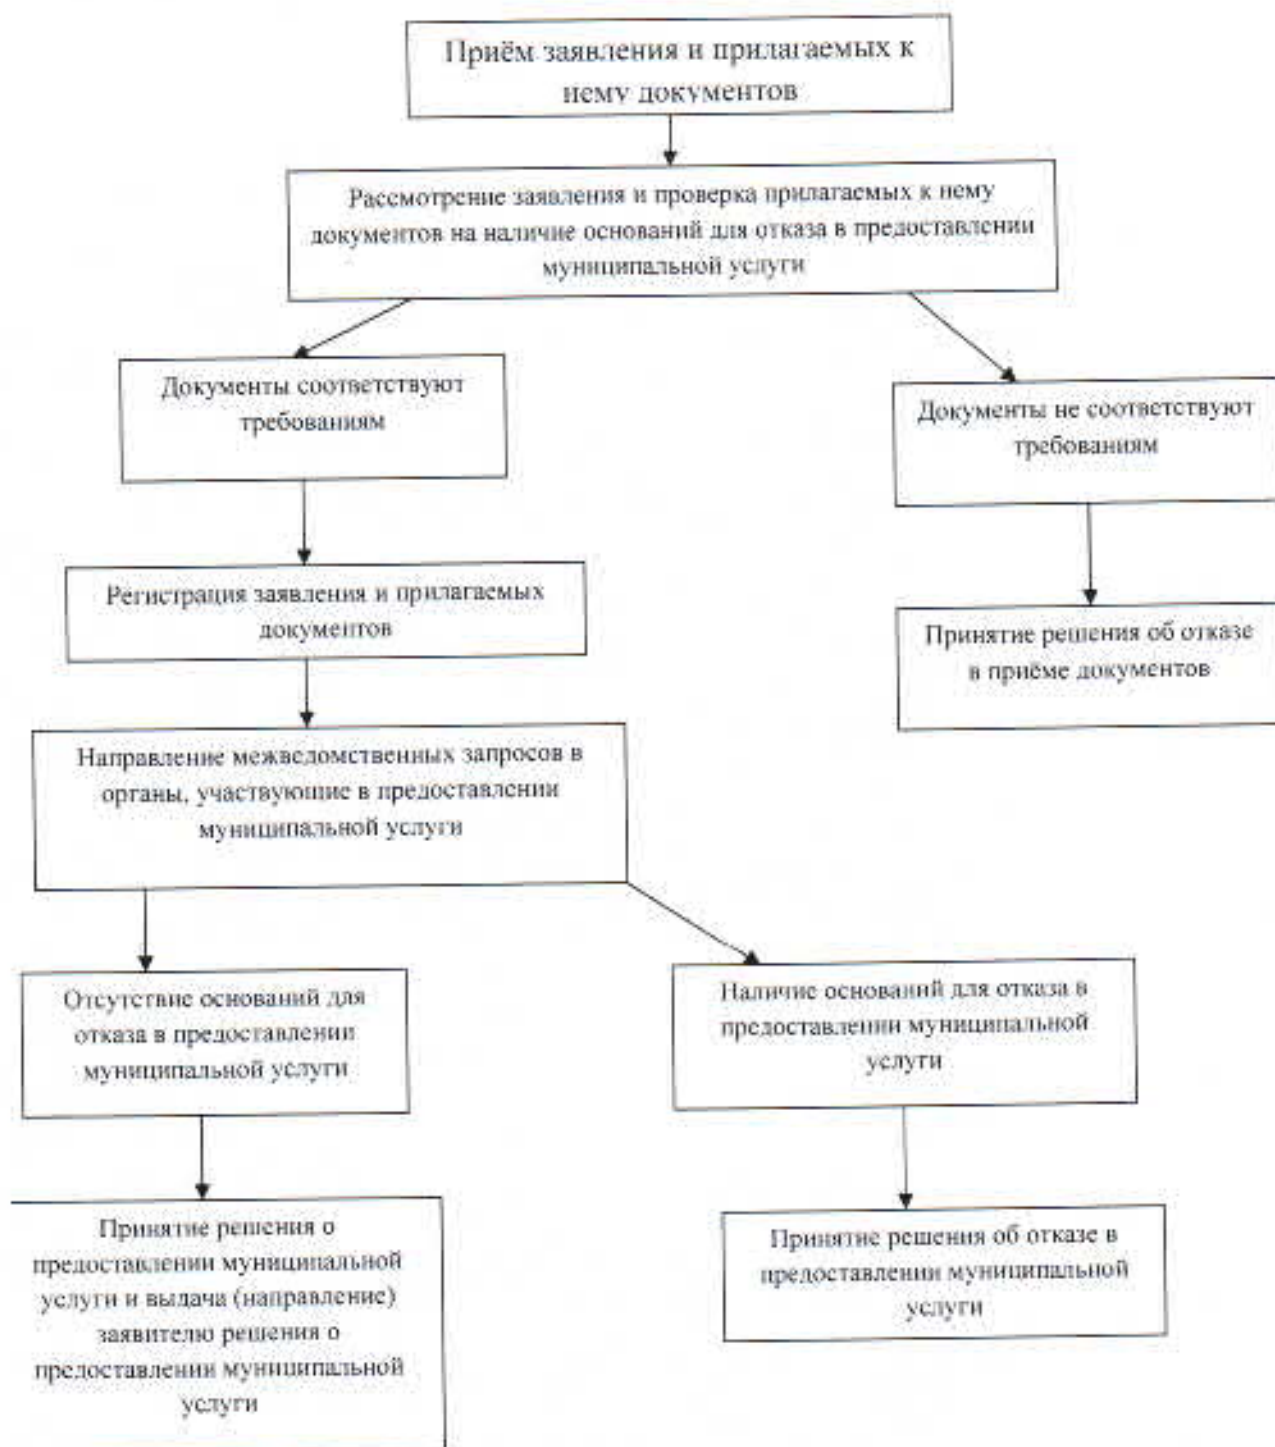 Приём заявления и прилагаемых к
нему документов
Рассмотрение заявления и проверка прилагаемых к нему
документов на наличие оснований для отказа в предоставлении
муниципальной услуги
Документы соответствуют
требованиям
Документы не соответствуют
требованиям
Регистрация заявления и прилагаемых
документов
Принятие решения об отказе
в приёме документов
Направление межведомственных запросов в
органы, участвующие в предоставлении
муниципальной услуги
Отсутствие оснований для
отказа в предоставлении
муниципальной услуги
Наличие оснований для отказа в
предоставлении муниципальной
услуги
Принятие решения о
предоставлении муниципальной
услуги и выдача (направление)
заявителю решения о
предоставлении муниципальной
услуги
Принятие решения об отказе в
предоставлении муниципальной
услуги